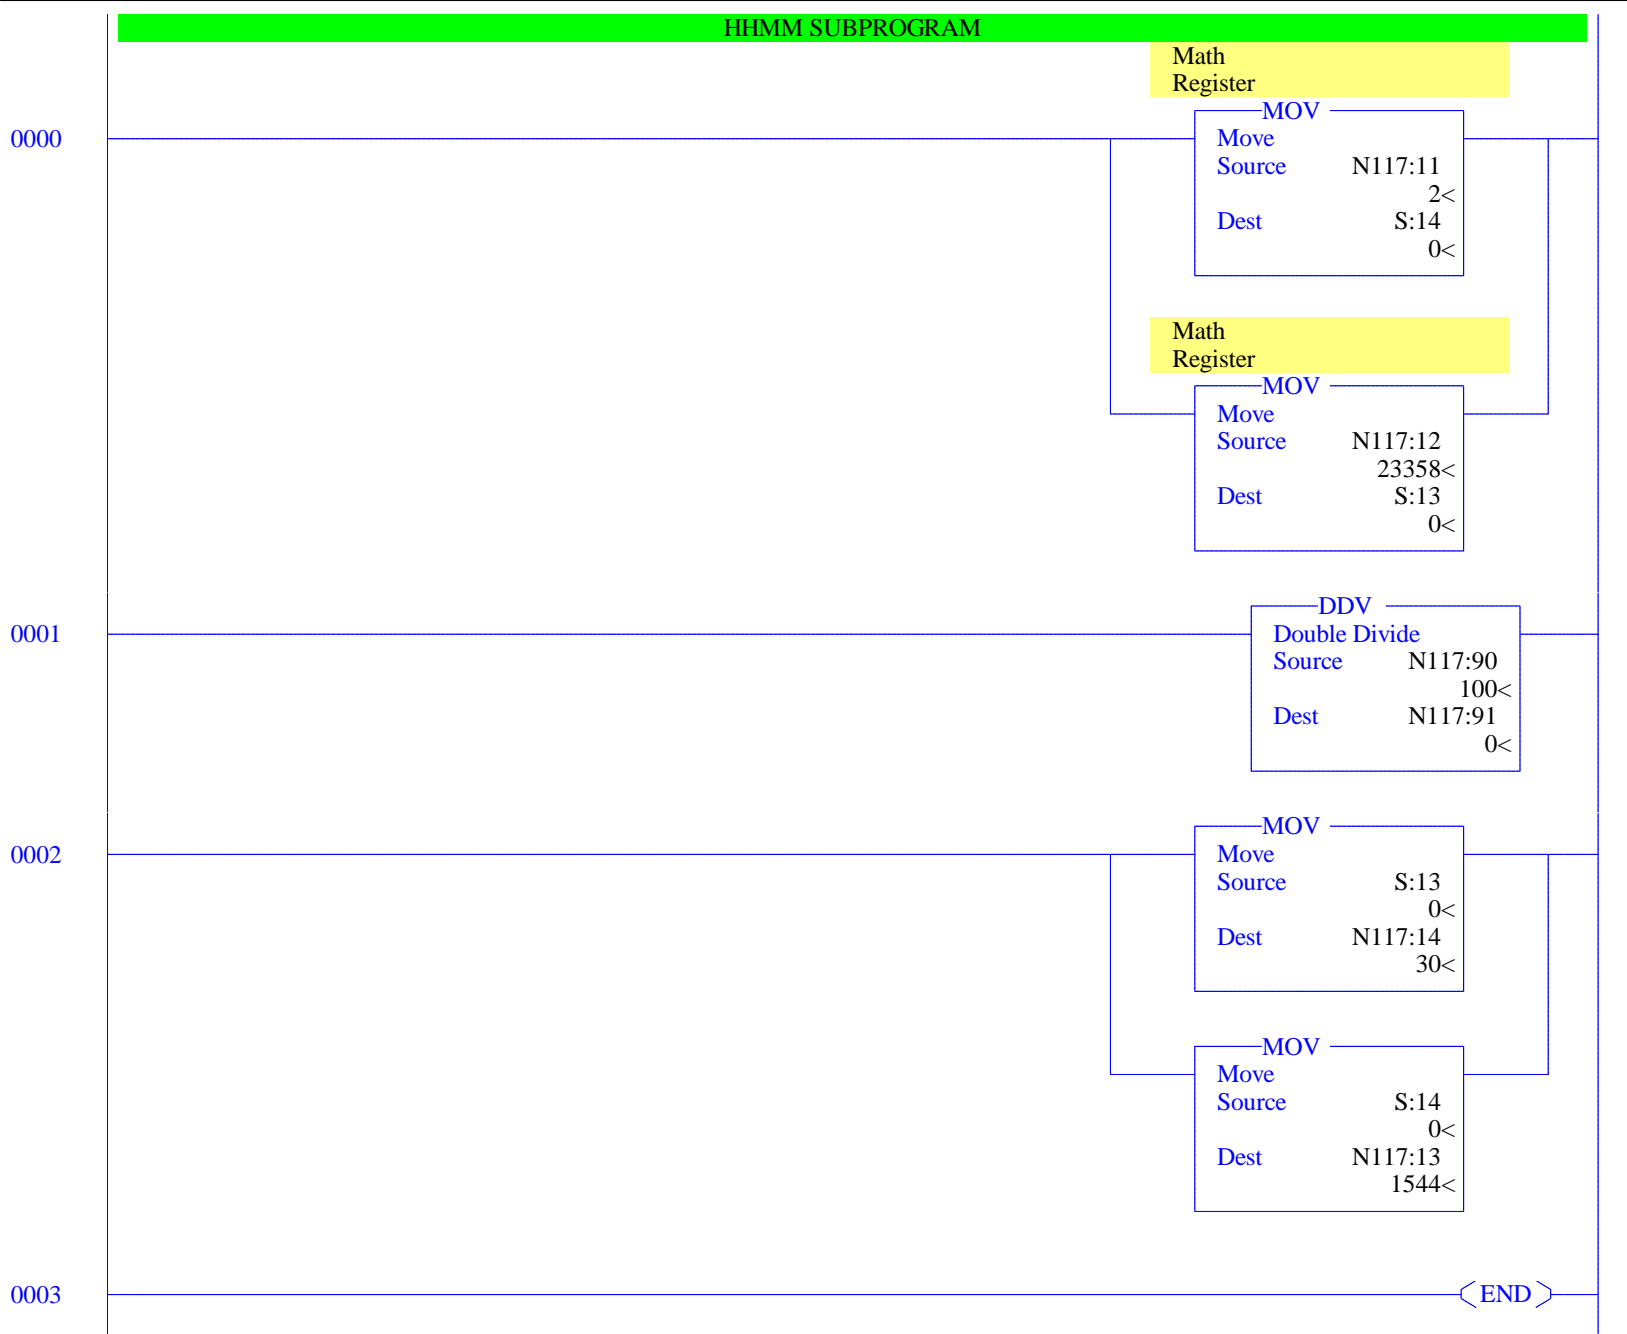 HHMM SUBPROGRAM
Math
Register
MOV
0000
Move
Source N117:11
2<
Dest S:14
0<
Math
Register
MOV
Move
Source N117:12
23358<
Dest S:13
0<
DDV
0001
Double Divide
Source N117:90
100<
Dest N117:91
0<
MOV
0002
Move
Source S:13
0<
Dest N117:14
30<
MOV
Move
Source S:14
0<
Dest N117:13
1544<
0003 END